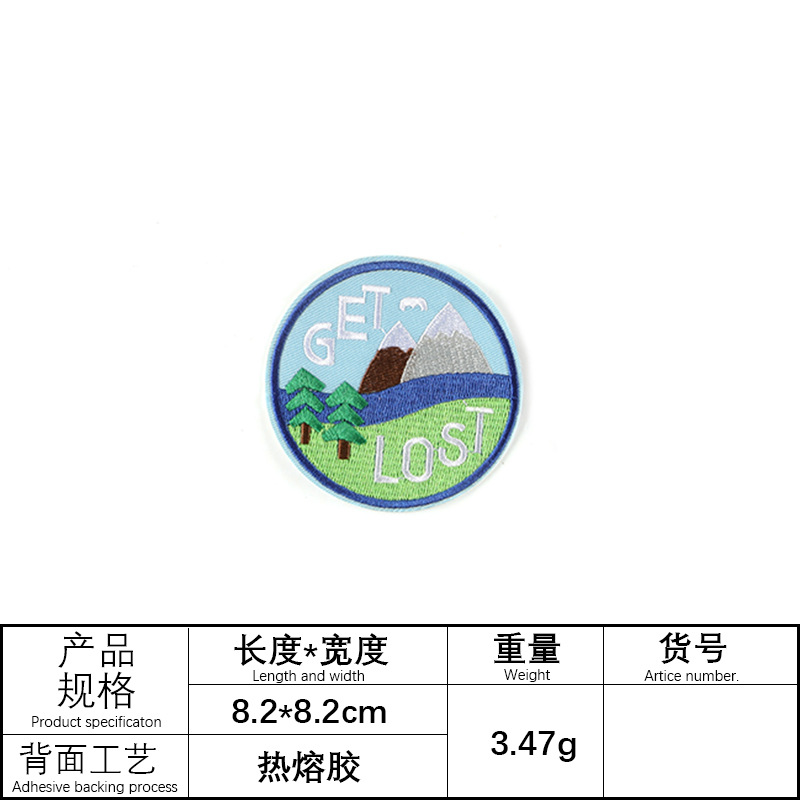 GET
LOST
产品
规格
Product specificaton
长度*宽度
Length and width
重量
Weight
货号
Artice number.
8.2*8.2cm
3.47g
背面工艺
Adhesive backing process
热熔胶